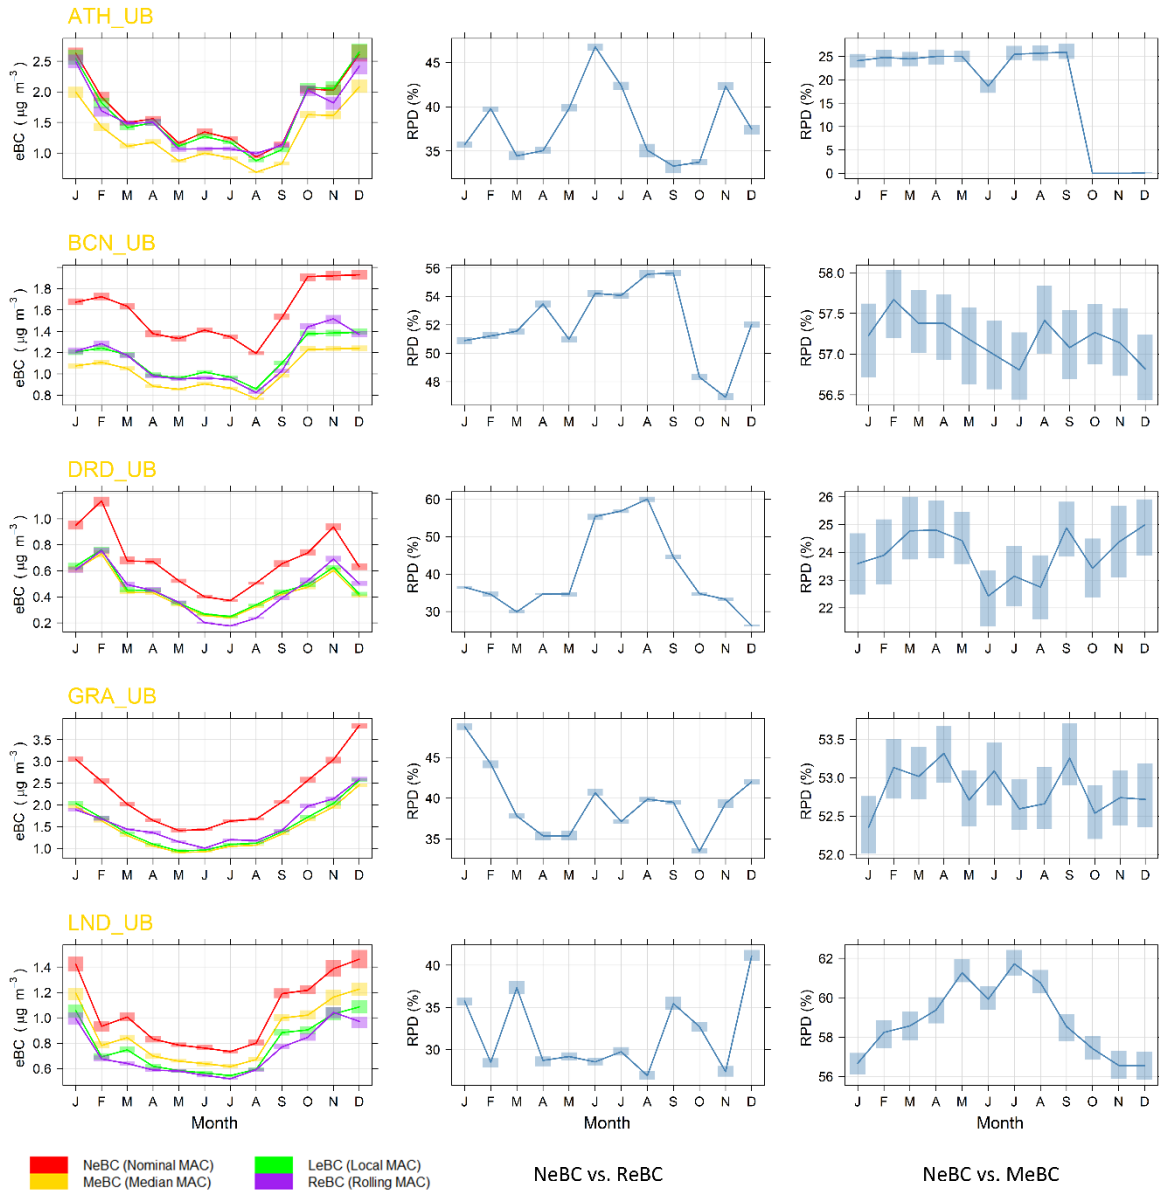 ATH_UB
eBC ( μg m⁻³ )
2.5
2.0
1.5
1.0
J F M A M J J A S O N D
RPD (%)
45
40
35
J F M A M J J A S O N D
RPD (%)
25
20
15
10
5
0
J F M A M J J A S O N D
BCN_UB
eBC ( μg m⁻³ )
1.8
1.6
1.4
1.2
1.0
0.8
J F M A M J J A S O N D
RPD (%)
56
54
52
50
48
J F M A M J J A S O N D
RPD (%)
58.0
57.5
57.0
56.5
J F M A M J J A S O N D
DRD_UB
eBC ( μg m⁻³ )
1.0
0.8
0.6
0.4
0.2
J F M A M J J A S O N D
RPD (%)
60
50
40
30
J F M A M J J A S O N D
RPD (%)
26
25
24
23
22
J F M A M J J A S O N D
GRA_UB
eBC ( μg m⁻³ )
3.5
3.0
2.5
2.0
1.5
1.0
J F M A M J J A S O N D
RPD (%)
45
40
35
J F M A M J J A S O N D
RPD (%)
53.5
53.0
52.5
52.0
J F M A M J J A S O N D
LND_UB
eBC ( μg m⁻³ )
1.4
1.2
1.0
0.8
0.6
J F M A M J J A S O N D
Month
RPD (%)
40
35
30
J F M A M J J A S O N D
Month
RPD (%)
62
60
58
56
J F M A M J J A S O N D
Month
NeBC (Nominal MAC)
MeBC (Median MAC)
LeBC (Local MAC)
ReBC (Rolling MAC)
NeBC vs. ReBC
NeBC vs. MeBC